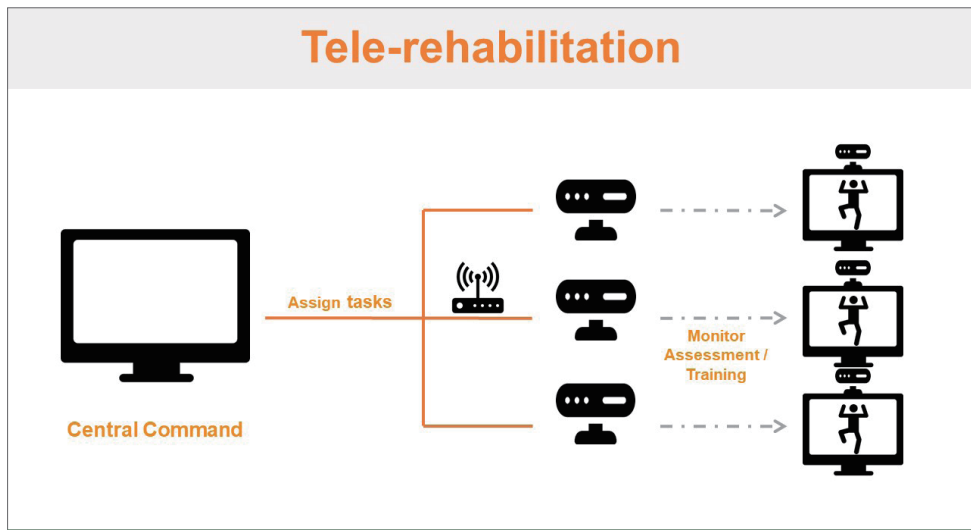 Tele-rehabilitation
Assign tasks
Monitor
Assessment /
Training
Central Command